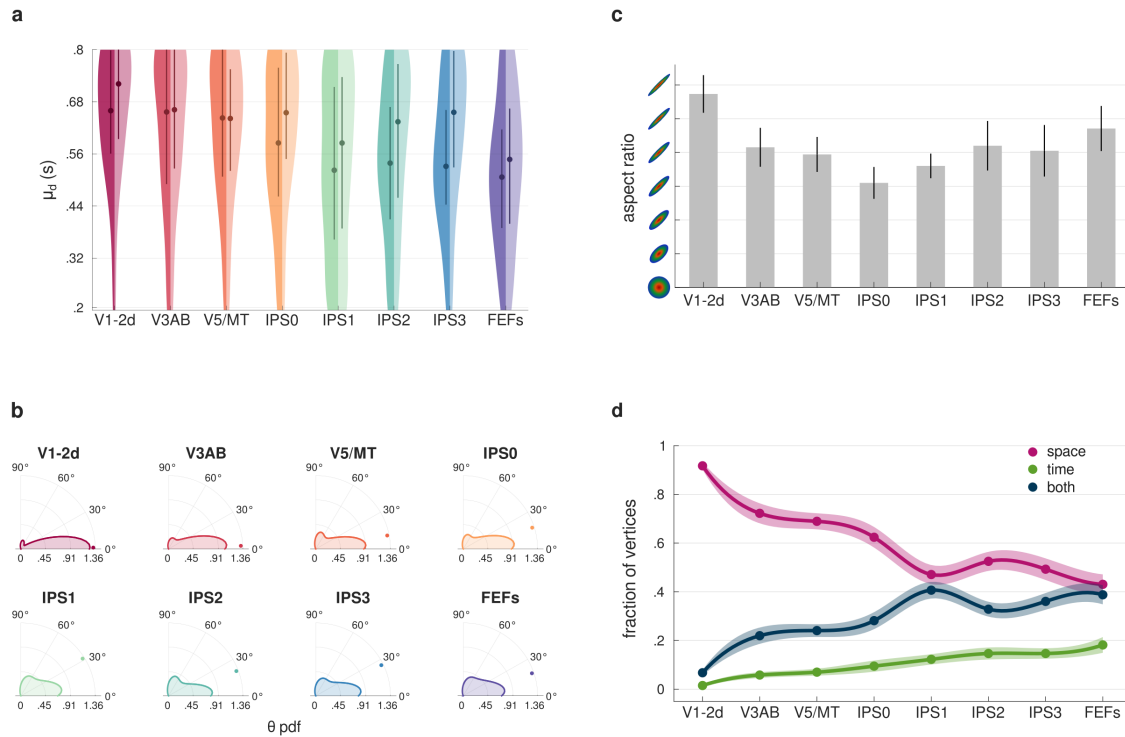 a
μd (s)
.8
.68
.56
.44
.32
.2
V1-2d V3AB V5/MT IPS0 IPS1 IPS2 IPS3 FEFs
c
aspect ratio
V1-2d V3AB V5/MT IPS0 IPS1 IPS2 IPS3 FEFs
b
V1-2d V3AB V5/MT IPS0
90° 90° 90° 90°
60° 60° 60° 60°
30° 30° 30° 30°
0° 0° 0° 0°
0 .45 .91 1.36 0 .45 .91 1.36 0 .45 .91 1.36 0 .45 .91 1.36
IPS1 IPS2 IPS3 FEFs
90° 90° 90° 90°
60° 60° 60° 60°
30° 30° 30° 30°
0° 0° 0° 0°
0 .45 .91 1.36 0 .45 .91 1.36 0 .45 .91 1.36 0 .45 .91 1.36
θ pdf
d
fraction of vertices
1
.8
.6
.4
.2
0
space
time
both
V1-2d V3AB V5/MT IPS0 IPS1 IPS2 IPS3 FEFs